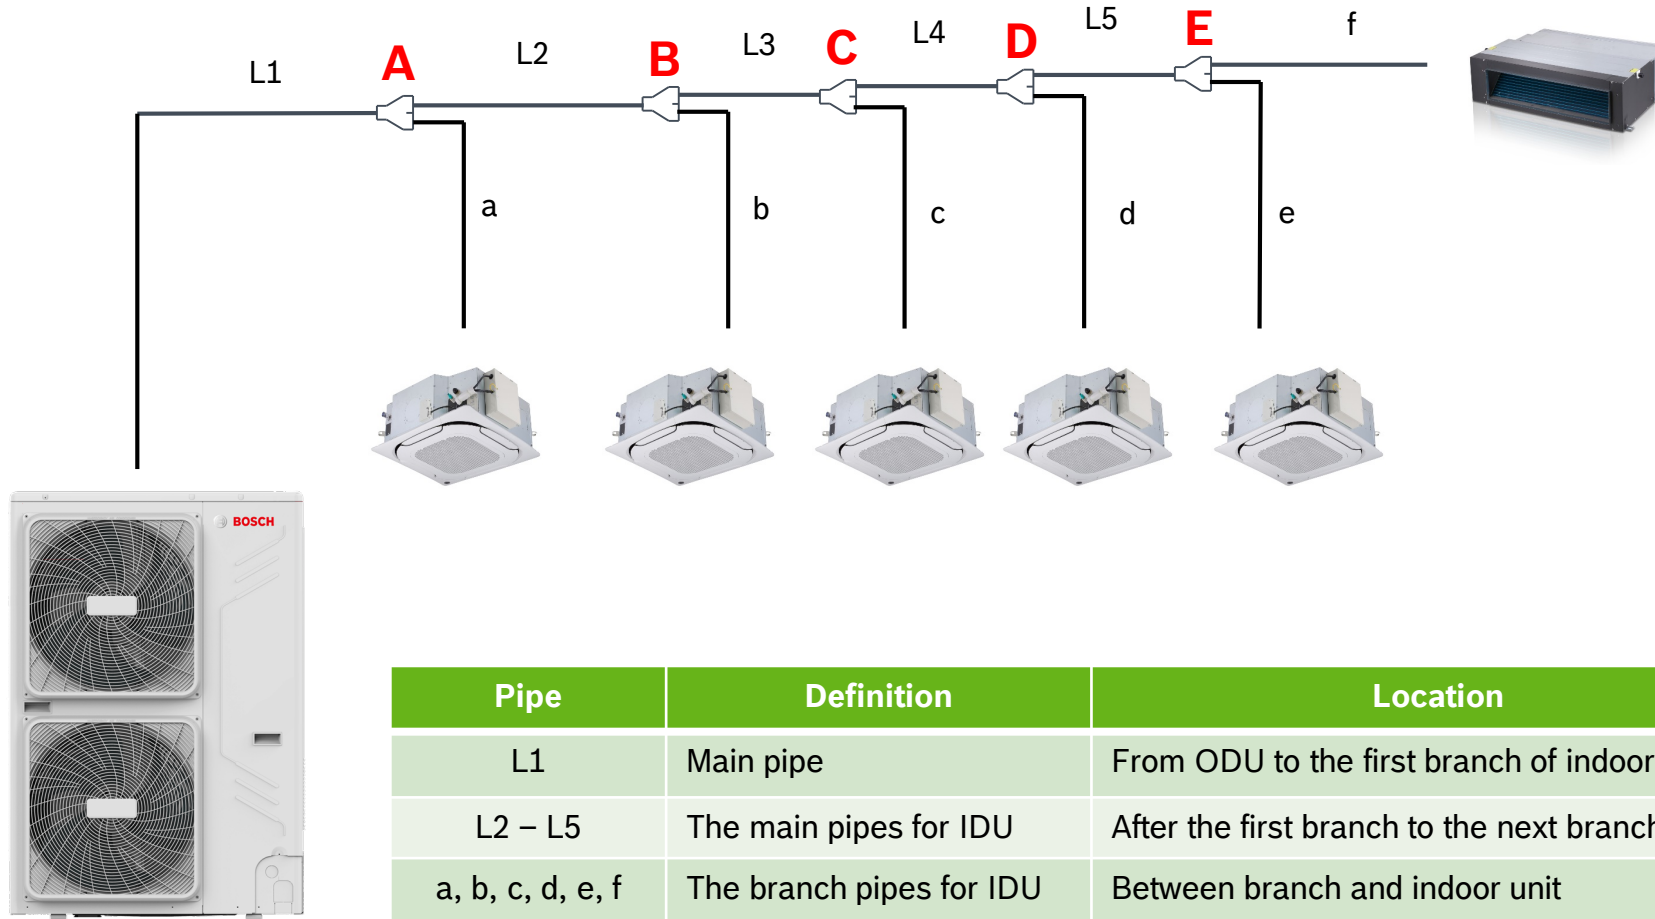 L1
A
L2
B
L3
C
L4
D
L5
E
f
a
b
c
d
e
BOSCH
Pipe Definition Location
L1 Main pipe From ODU to the first branch of indoor
L2 – L5 The main pipes for IDU After the first branch to the next branch
a, b, c, d, e, f The branch pipes for IDU Between branch and indoor unit